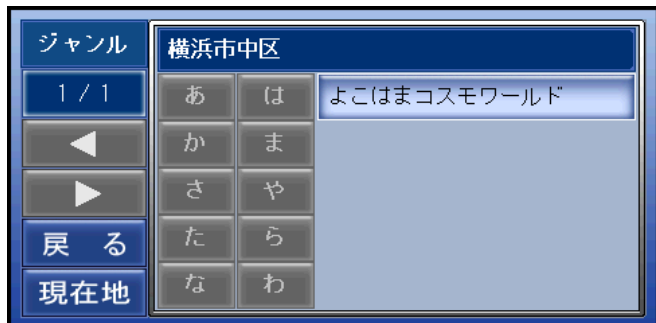 ジャンル
横浜市中区
1/1
あ
は
よこはまコスモワールド
◀
か
ま
▶
さ
や
戻る
た
ら
現在地
な
わ